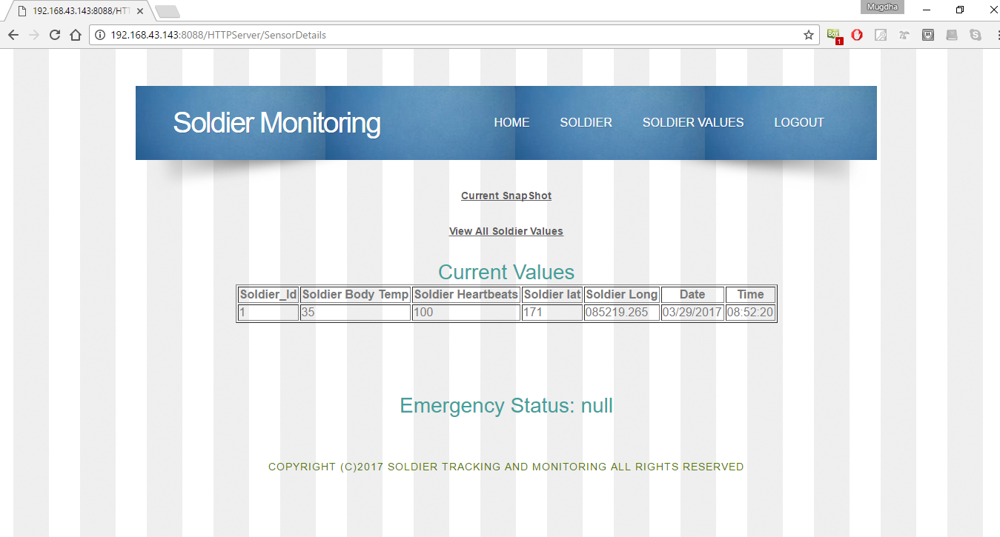 Mugdha
192.168.43.143:8088/HTT
192.168.43.143:8088/HTTPServer/SensorDetails
1
Soldier Monitoring HOME SOLDIER SOLDIER VALUES LOGOUT
Current SnapShot
View All Soldier Values
Current Values
Soldier_Id Soldier Body Temp Soldier Heartbeats Soldier lat Soldier Long Date Time
1 35 100 171 085219.265 03/29/2017 08:52:20
Emergency Status: null
COPYRIGHT (C)2017 SOLDIER TRACKING AND MONITORING ALL RIGHTS RESERVED